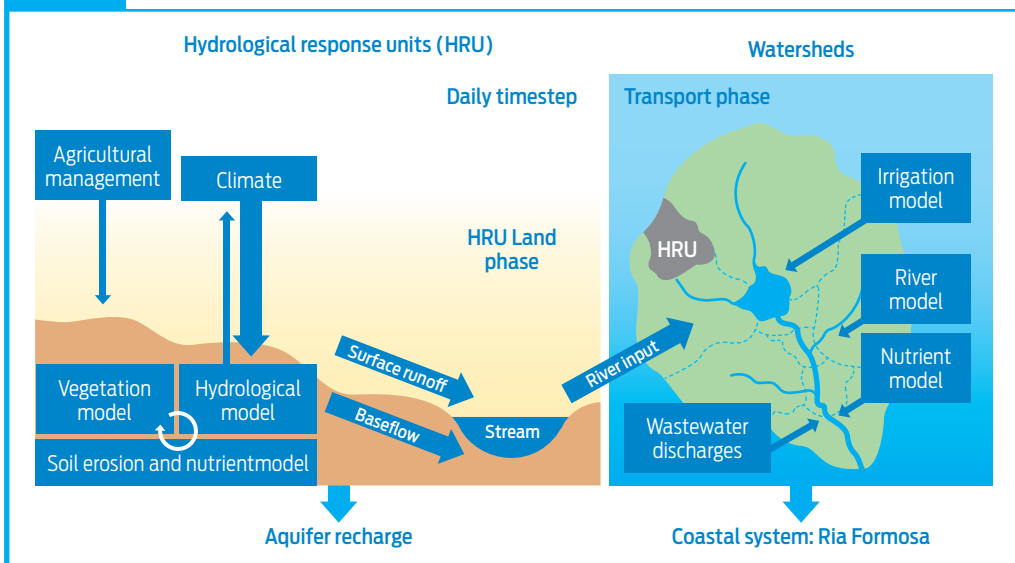 Hydrological response units (HRU)
Watersheds
Daily timestep
Transport phase
Agricultural
management
Climate
Irrigation
model
HRU Land
phase
HRU
River
model
Surface runoff
River input
Nutrient
model
Vegetation
model
Hydrological
model
Baseflow
Stream
Wastewater
discharges
Soil erosion and nutrientmodel
Aquifer recharge
Coastal system: Ria Formosa